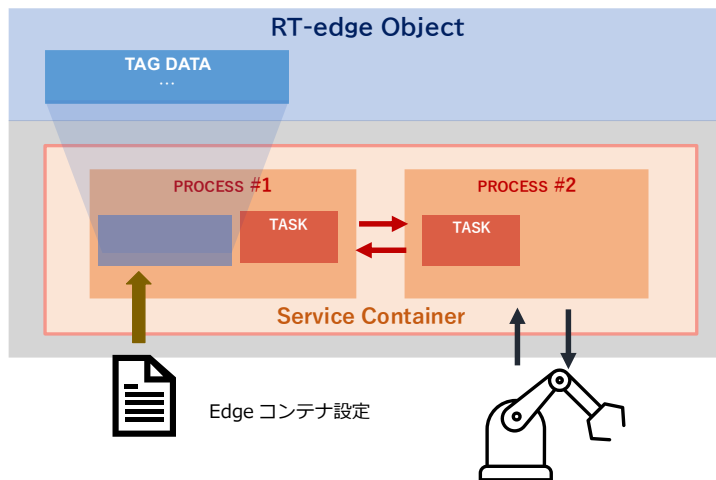 RT-edge Object
TAG DATA
...
PROCESS #1
PROCESS #2
TASK
TASK
Service Container
Edge コンテナ設定